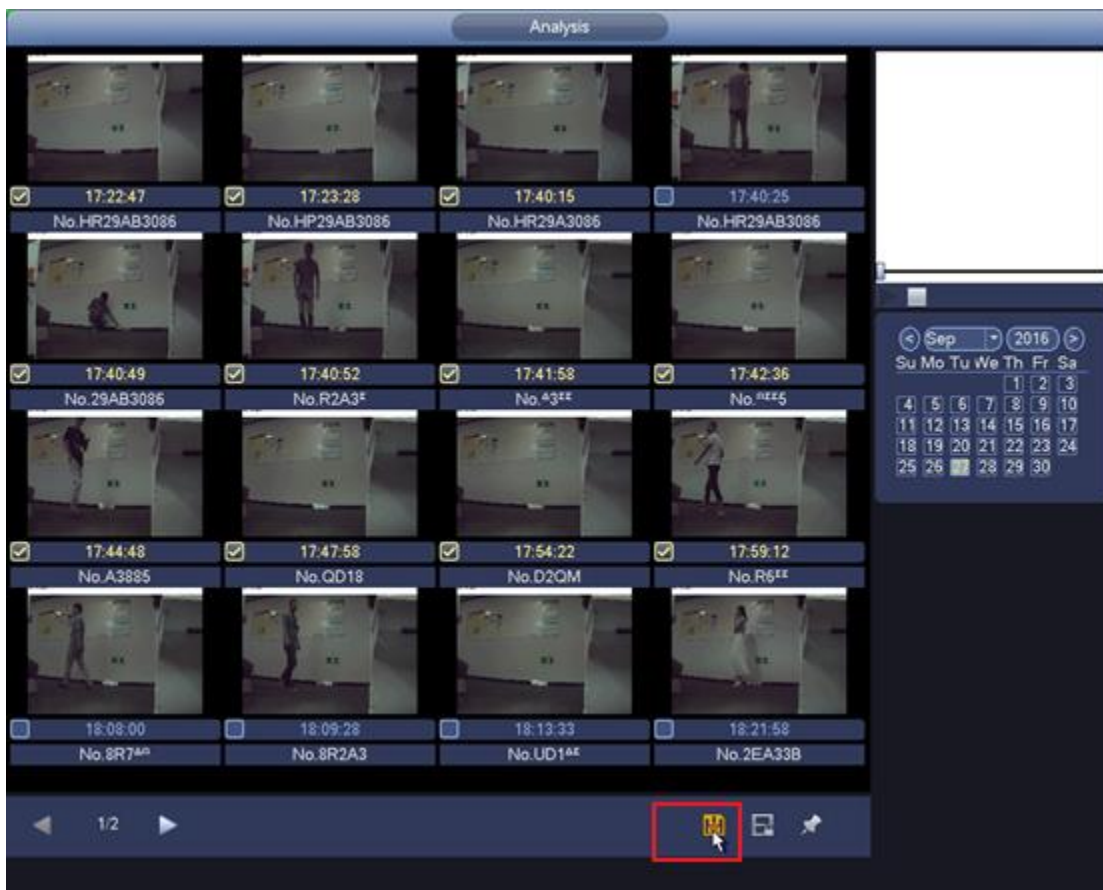 Analysis
17:22:47 17:23:28 17:40:15 17:40:25
No.HR29AB3086 No.HP29AB3086 No.HR29A3086 No.HR29AB3086
17:40:49 17:40:52 17:41:58 17:42:36
No.29AB3086 No.R2A3
17:44:48 17:47:58 17:54:22 17:59:12
No.A3885 No.QD18 No.D2QM
18:08:00 18:09:28 18:13:33 18:21:58
No.8R2A3 No.2EA33B
1/2
< Sep 2016 >
Su Mo Tu We Th Fr Sa
1 2 3
4 5 6 7 8 9 10
11 12 13 14 15 16 17
18 19 20 21 22 23 24
25 26 27 28 29 30